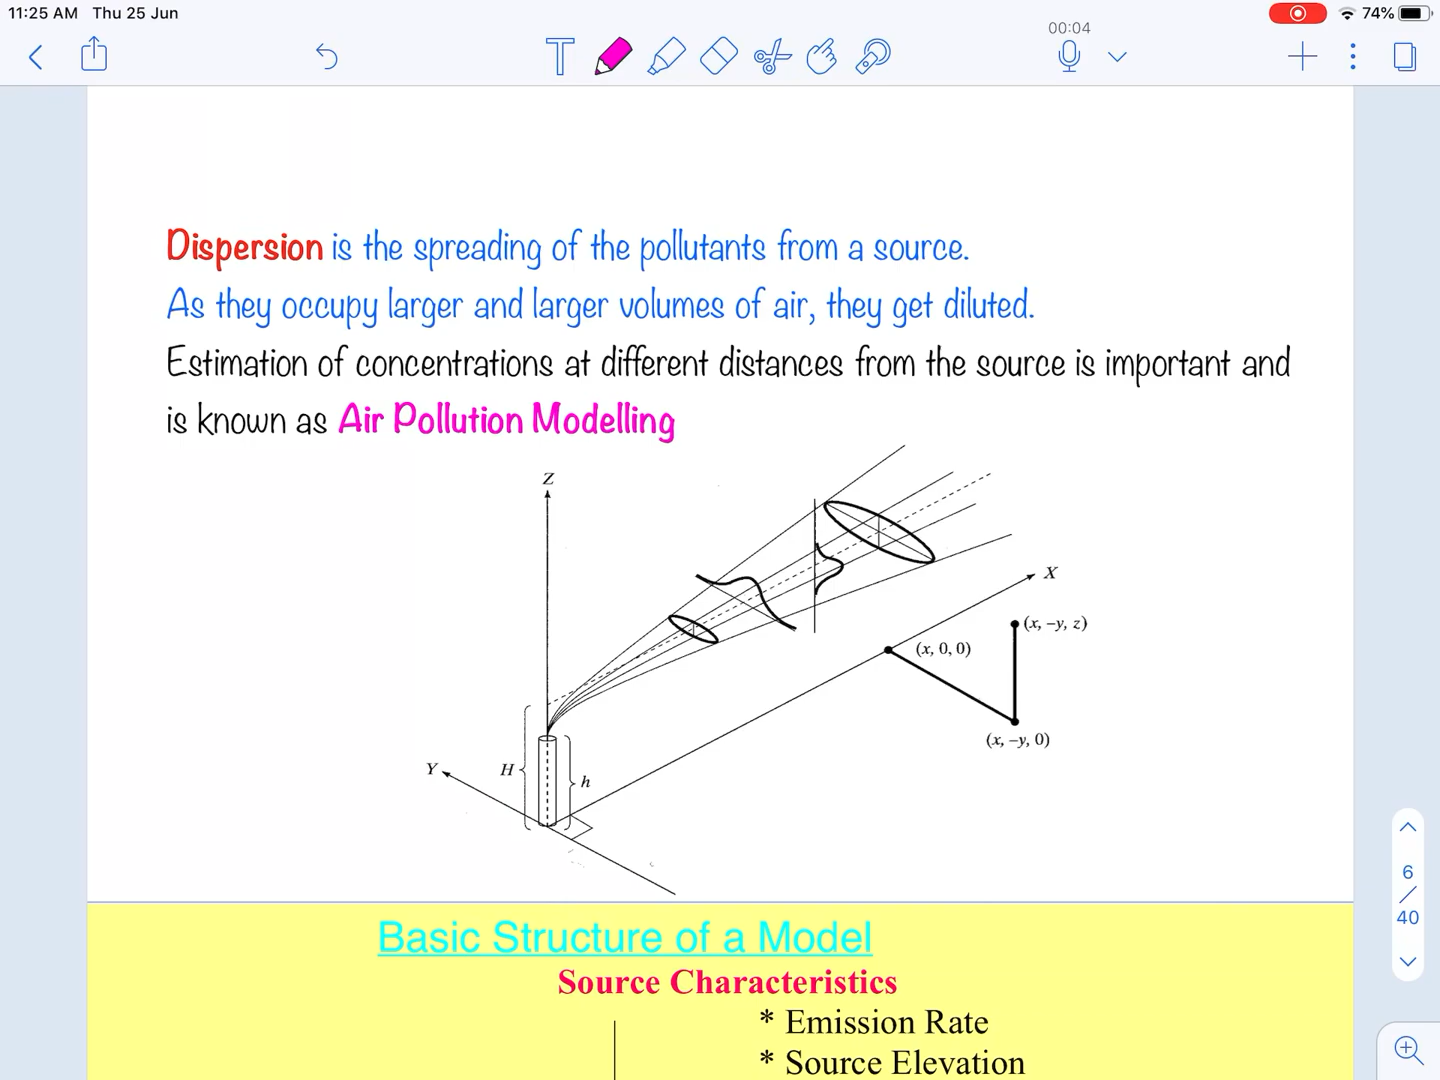 11:25 AM Thu 25 Jun
74%
00:04
T
Dispersion is the spreading of the pollutants from a source.
As they occupy larger and larger volumes of air, they get diluted.
Estimation of concentrations at different distances from the source is important and
is known as Air Pollution Modelling
Z
X
(x, –y, z)
(x, 0, 0)
(x, –y, 0)
Y
H
h
6
/
40
Basic Structure of a Model
Source Characteristics
* Emission Rate
* Source Elevation